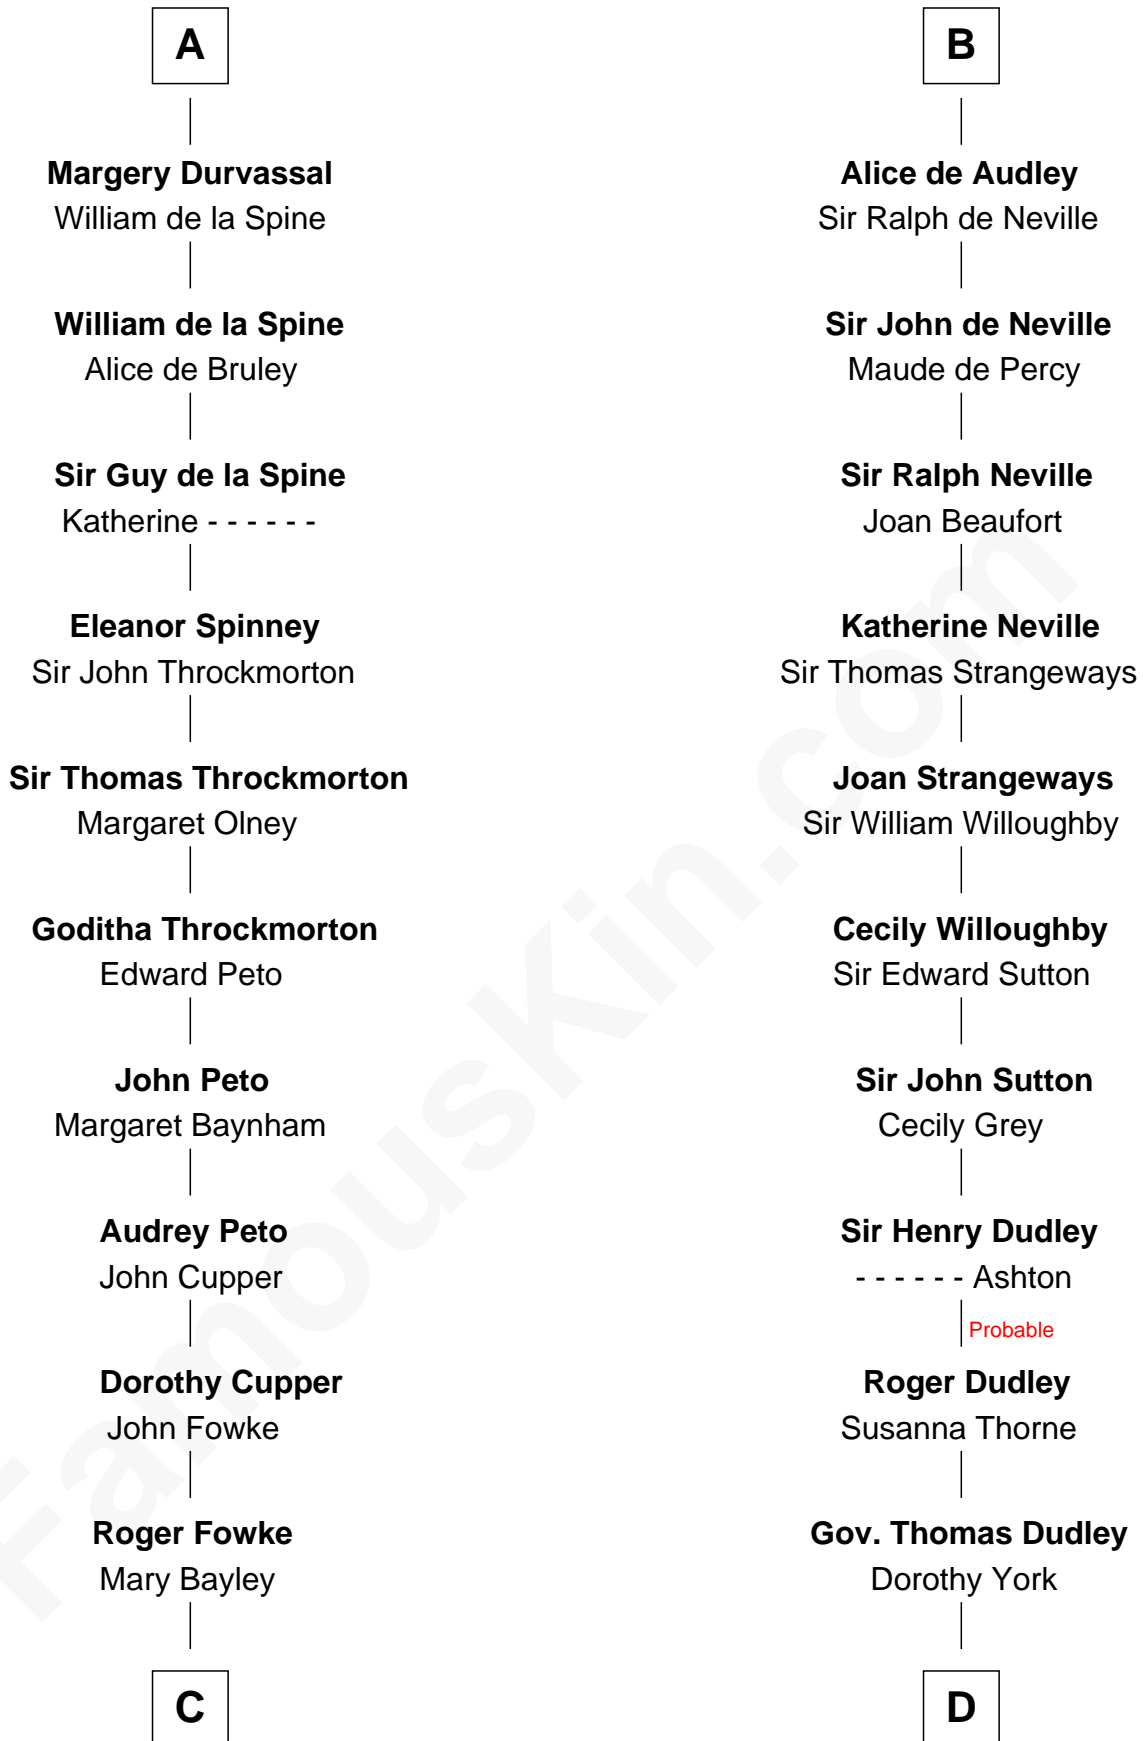 A
Margery Durvassal
William de la Spine
William de la Spine
Alice de Bruley
Sir Guy de la Spine
Katherine - - - - - -
Eleanor Spinney
Sir John Throckmorton
Sir Thomas Throckmorton
Margaret Olney
Goditha Throckmorton
Edward Peto
John Peto
Margaret Baynham
Audrey Peto
John Cupper
Dorothy Cupper
John Fowke
Roger Fowke
Mary Bayley
C
B
Alice de Audley
Sir Ralph de Neville
Sir John de Neville
Maude de Percy
Sir Ralph Neville
Joan Beaufort
Katherine Neville
Sir Thomas Strangeways
Joan Strangeways
Sir William Willoughby
Cecily Willoughby
Sir Edward Sutton
Sir John Sutton
Cecily Grey
Sir Henry Dudley
- - - - - - Ashton
Probable
Roger Dudley
Susanna Thorne
Gov. Thomas Dudley
Dorothy York
D
FamousKin.com